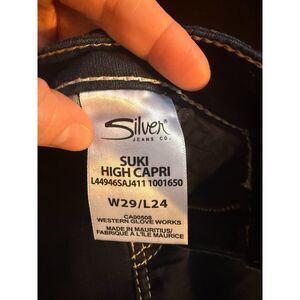 Silver
JEANS CO.
SUKI
HIGH CAPRI
L44946SAJ411 1001650
W29/L24
CA00508
WESTERN GLOVE WORKS
MADE IN MAURITIUS/
FABRIQUÉ À L'ILE MAURICE